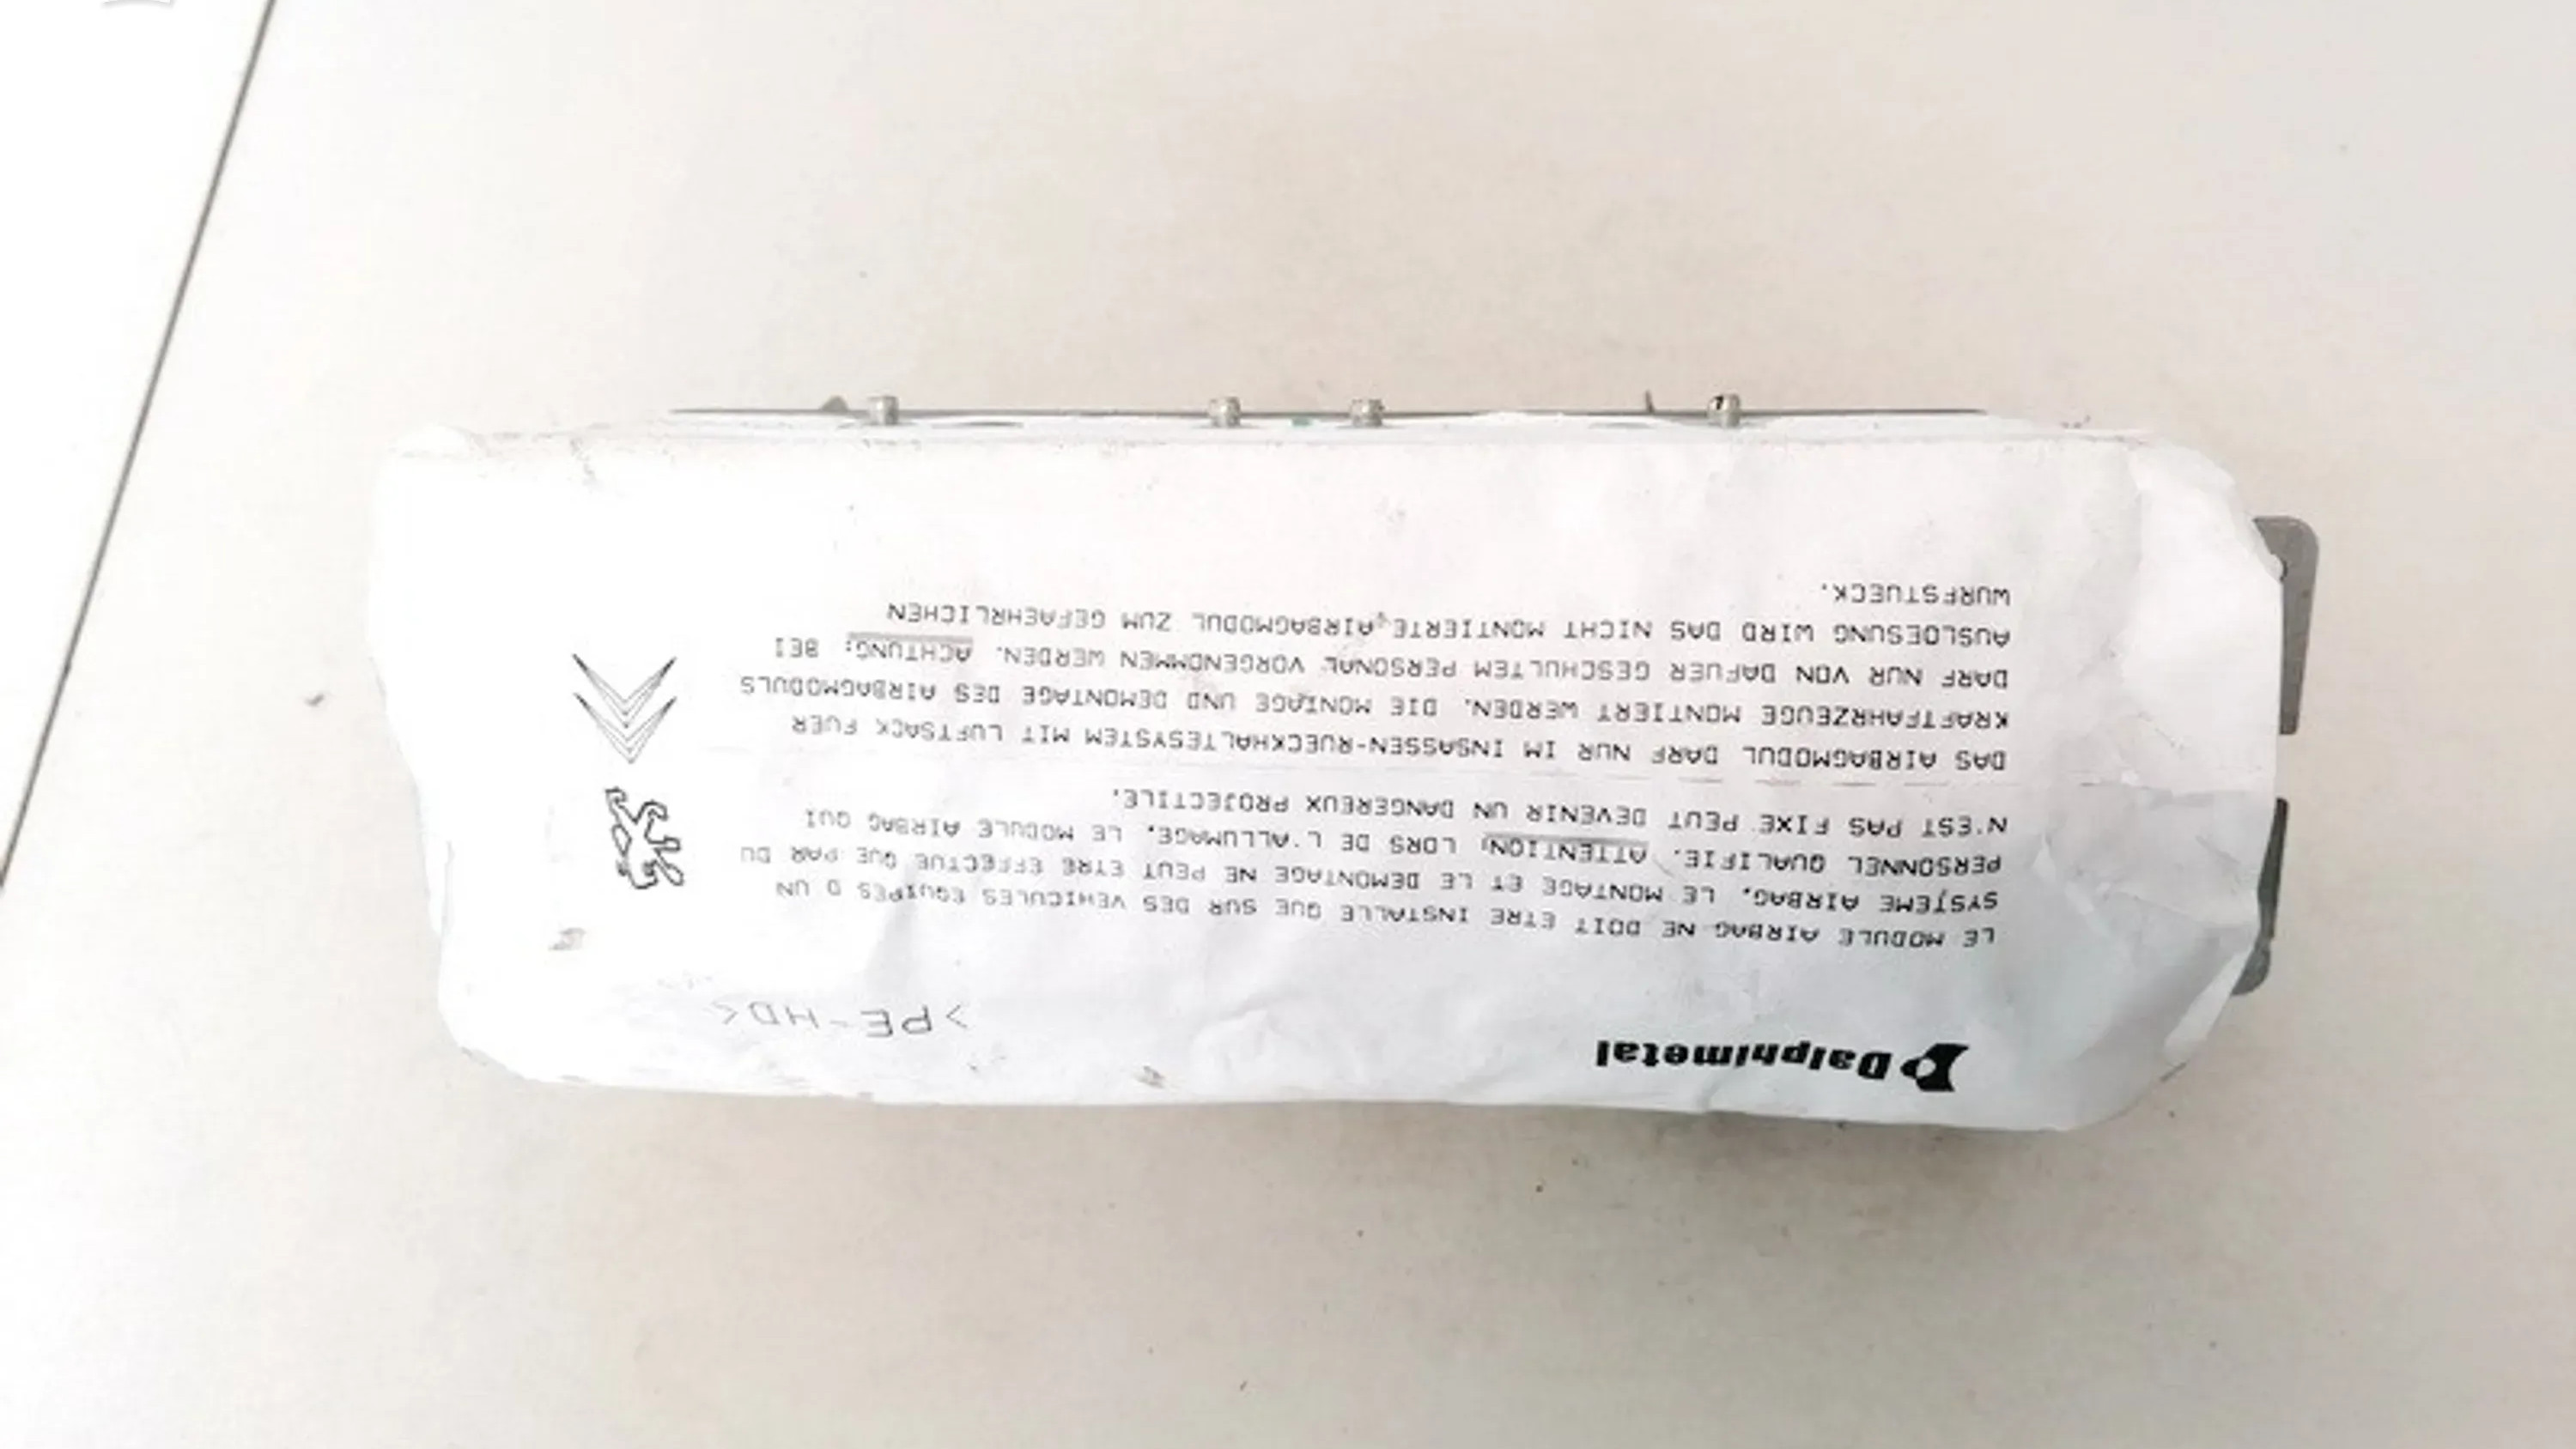 Dalphimetal
>PE-HD<
LE MODULE AIRBAG NE DOIT ETRE INSTALLE QUE SUR DES VEHICULES EQUIPES D UN
SYSTEME AIRBAG. LE MONTAGE ET LE DEMONTAGE NE PEUT ETRE EFFECTUE QUE PAR DU
PERSONNEL QUALIFIE. ATTENTION: LORS DE L'ALLUMAGE, LE MODULE AIRBAG QUI
N'EST PAS FIXE PEUT DEVENIR UN DANGEREUX PROJECTILE.
DAS AIRBAGMODUL DARF NUR IM INSASSEN-RUECKHALTESYSTEM MIT LUFTSACK FUER
KRAFTFAHRZEUGE MONTIERT WERDEN. DIE MONTAGE UND DEMONTAGE DES AIRBAGMODULS
DARF NUR VON DAFUER GESCHULTEM PERSONAL VORGENOMMEN WERDEN. ACHTUNG: BEI
AUSLOESUNG WIRD DAS NICHT MONTIERTE AIRBAGMODUL ZUM GEFAEHRLICHEN
WURFSTUECK.